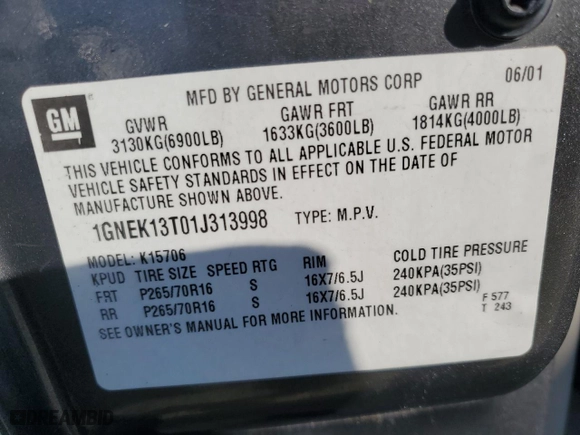 MFD BY GENERAL MOTORS CORP 06/01
GM
GVWR GAWR FRT GAWR RR
3130KG(6900LB) 1633KG(3600LB) 1814KG(4000LB)
THIS VEHICLE CONFORMS TO ALL APPLICABLE U.S. FEDERAL MOTOR
VEHICLE SAFETY STANDARDS IN EFFECT ON THE DATE OF
MANUFACTURE SHOWN ABOVE.
1GNEK13T01J313998 TYPE: M.P.V.
MODEL: K15706
KPUD TIRE SIZE SPEED RTG RIM COLD TIRE PRESSURE
FRT P265/70R16 S 16X7/6.5J 240KPA(35PSI)
RR P265/70R16 S 16X7/6.5J 240KPA(35PSI)
SEE OWNER'S MANUAL FOR MORE INFORMATION.
F 577
T 243
IDREAMBID